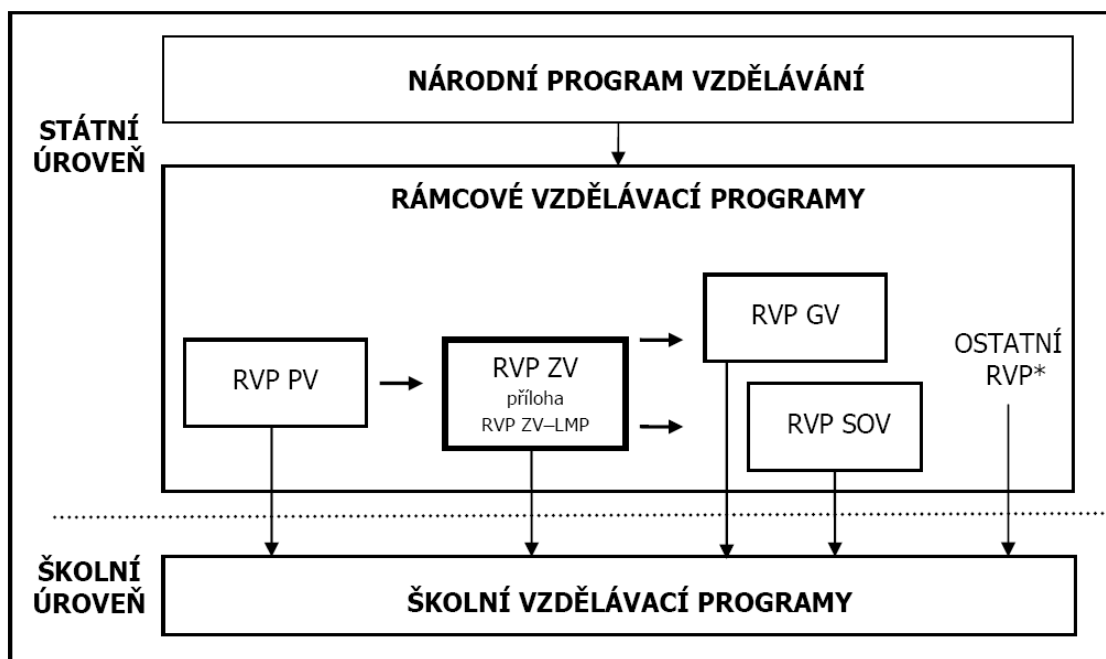 NÁRODNÍ PROGRAM VZDĚLÁVÁNÍ
STÁTNÍ
ÚROVEŇ
RÁMCOVÉ VZDĚLÁVACÍ PROGRAMY
RVP PV
RVP ZV
příloha
RVP ZV–LMP
RVP GV
RVP SOV
OSTATNÍ
RVP*
ŠKOLNÍ
ÚROVEŇ
ŠKOLNÍ VZDĚLÁVACÍ PROGRAMY